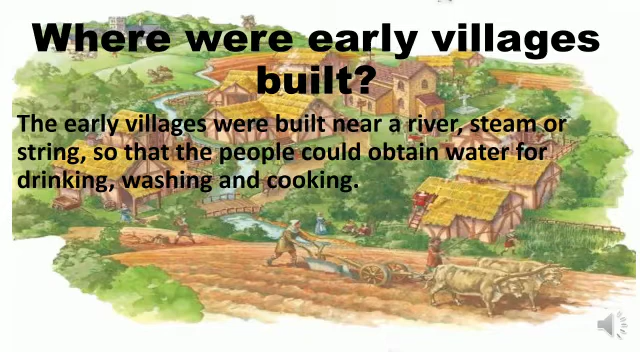 Where were early villages
built?
The early villages were built near a river, steam or
string, so that the people could obtain water for
drinking, washing and cooking.